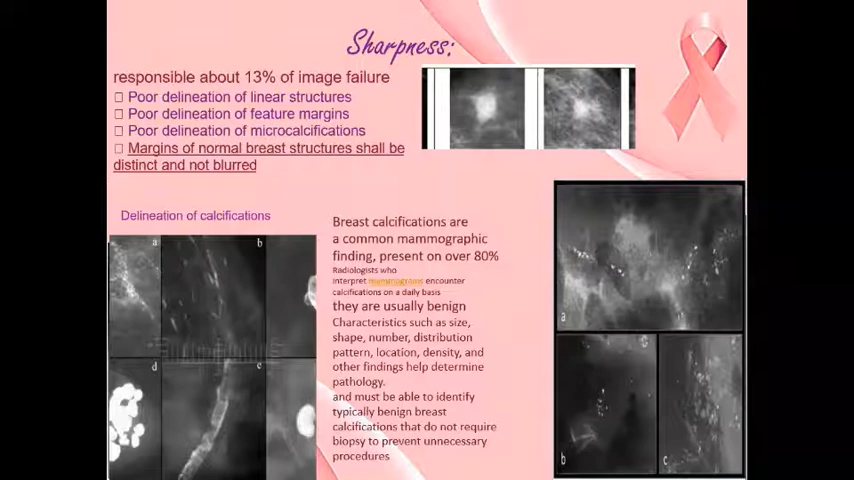 Sharpness:
responsible about 13% of image failure
□ Poor delineation of linear structures
□ Poor delineation of feature margins
□ Poor delineation of microcalcifications
□ Margins of normal breast structures shall be
distinct and not blurred
Delineation of calcifications
Breast calcifications are
a common mammographic
finding, present on over 80%
Radiologists who
interpret mammograms encounter
calcifications on a daily basis
they are usually benign
Characteristics such as size,
shape, number, distribution
pattern, location, density, and
other findings help determine
pathology.
and must be able to identify
typically benign breast
calcifications that do not require
biopsy to prevent unnecessary
procedures
a
b
d
e
a
b
c